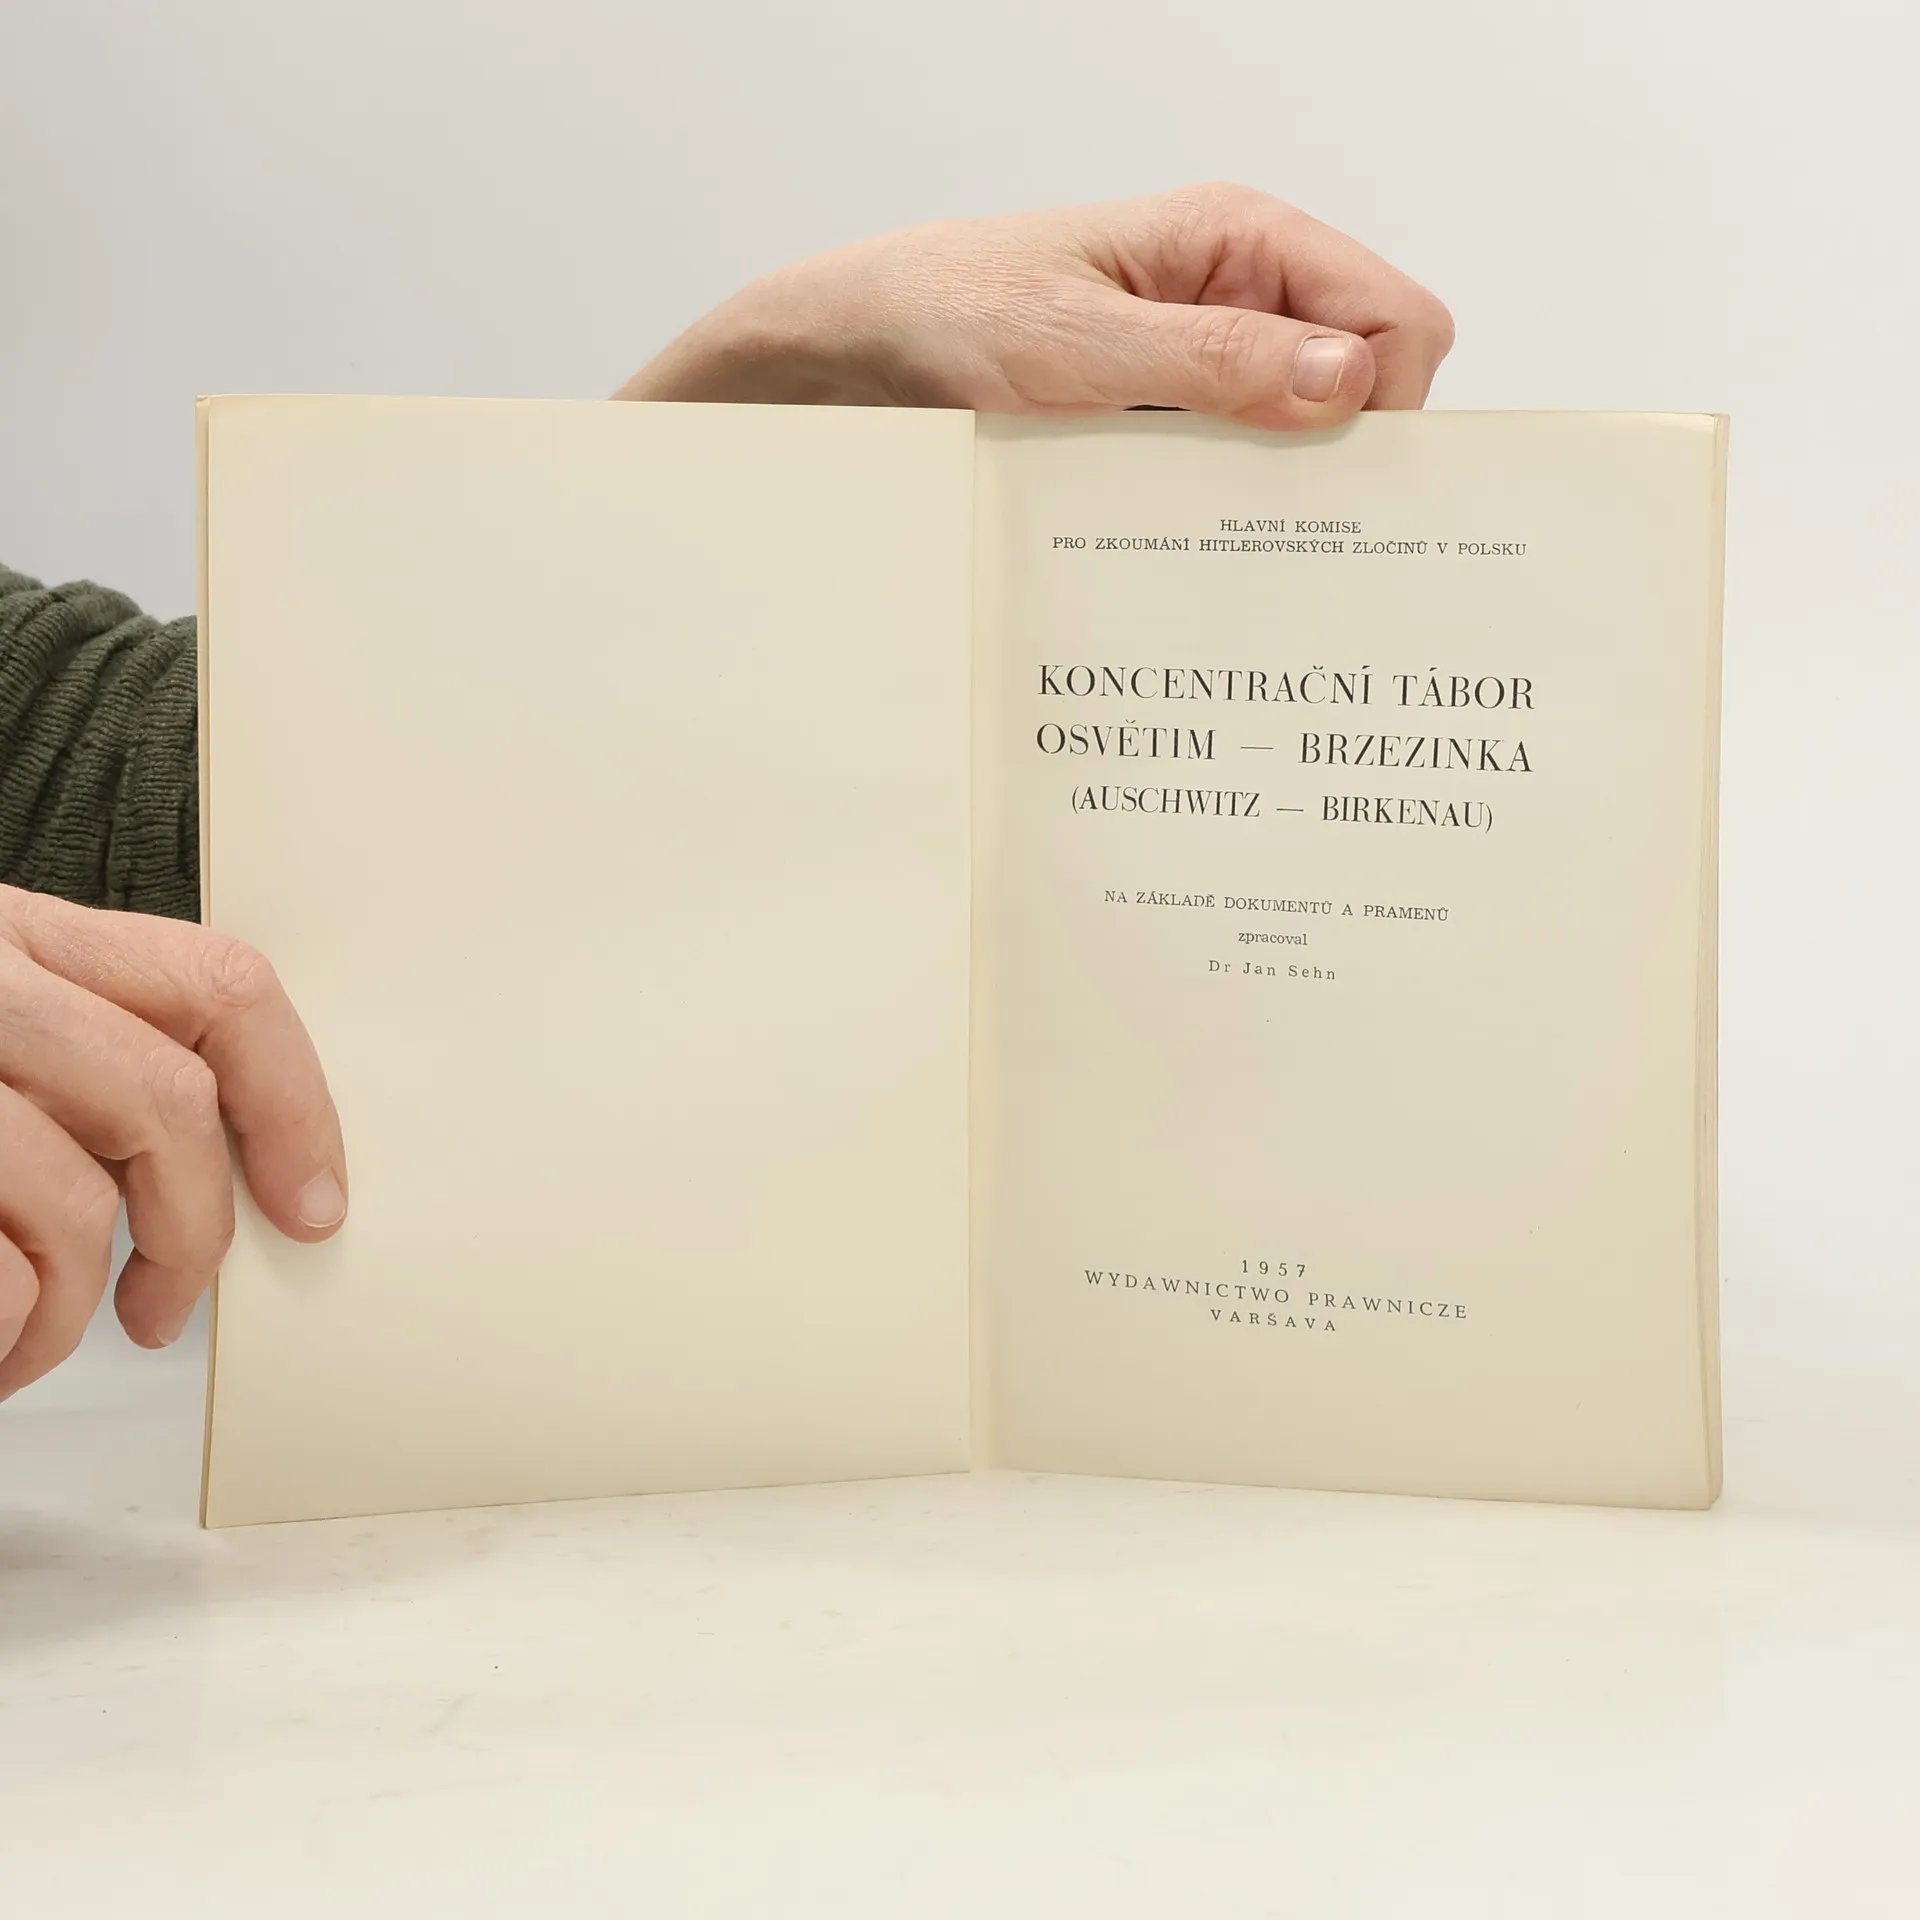 HLAVNÍ KOMISE
PRO ZKOUMÁNÍ HITLEROVSKÝCH ZLOČINŮ V POLSKU
KONCENTRAČNÍ TÁBOR
OSVĚTIM — BRZEZINKA
(AUSCHWITZ — BIRKENAU)
NA ZÁKLADĚ DOKUMENTŮ A PRAMENŮ
zpracoval
Dr Jan Sehn
1957
WYDAWNICTWO PRAWNICZE
VARŠAVA